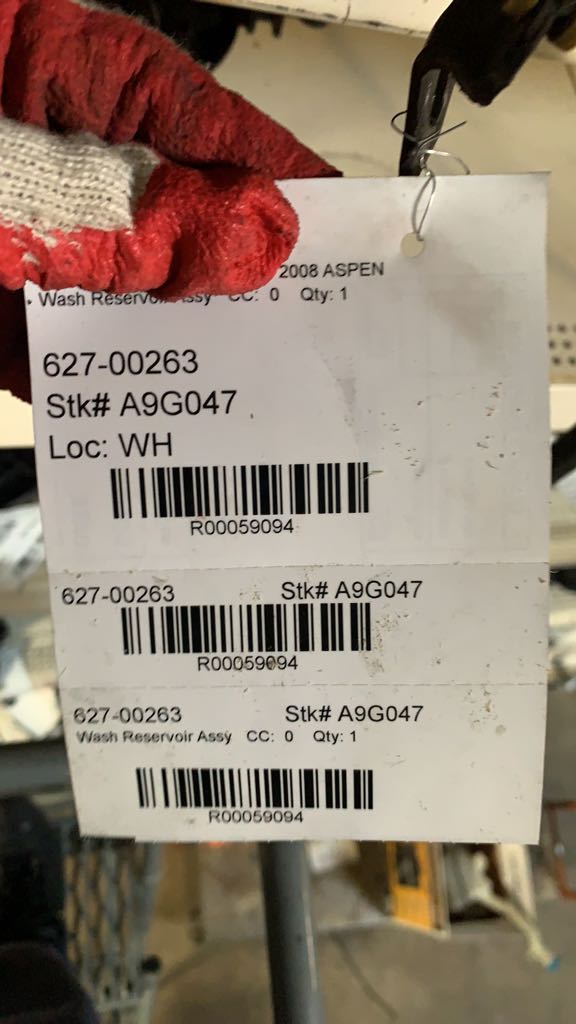 2008 ASPEN
Wash Reservoir Assy CC: 0 Qty: 1
627-00263
Stk# A9G047
Loc: WH
R00059094
627-00263 Stk# A9G047
R00059094
627-00263 Stk# A9G047
Wash Reservoir Assy CC: 0 Qty: 1
R00059094